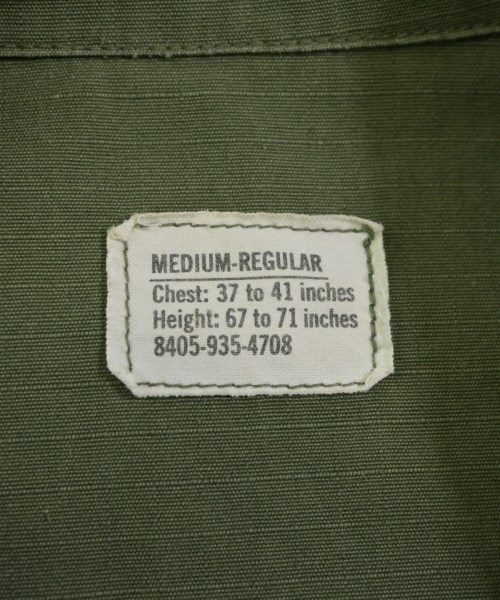 MEDIUM-REGULAR
Chest: 37 to 41 inches
Height: 67 to 71 inches
8405-935-4708